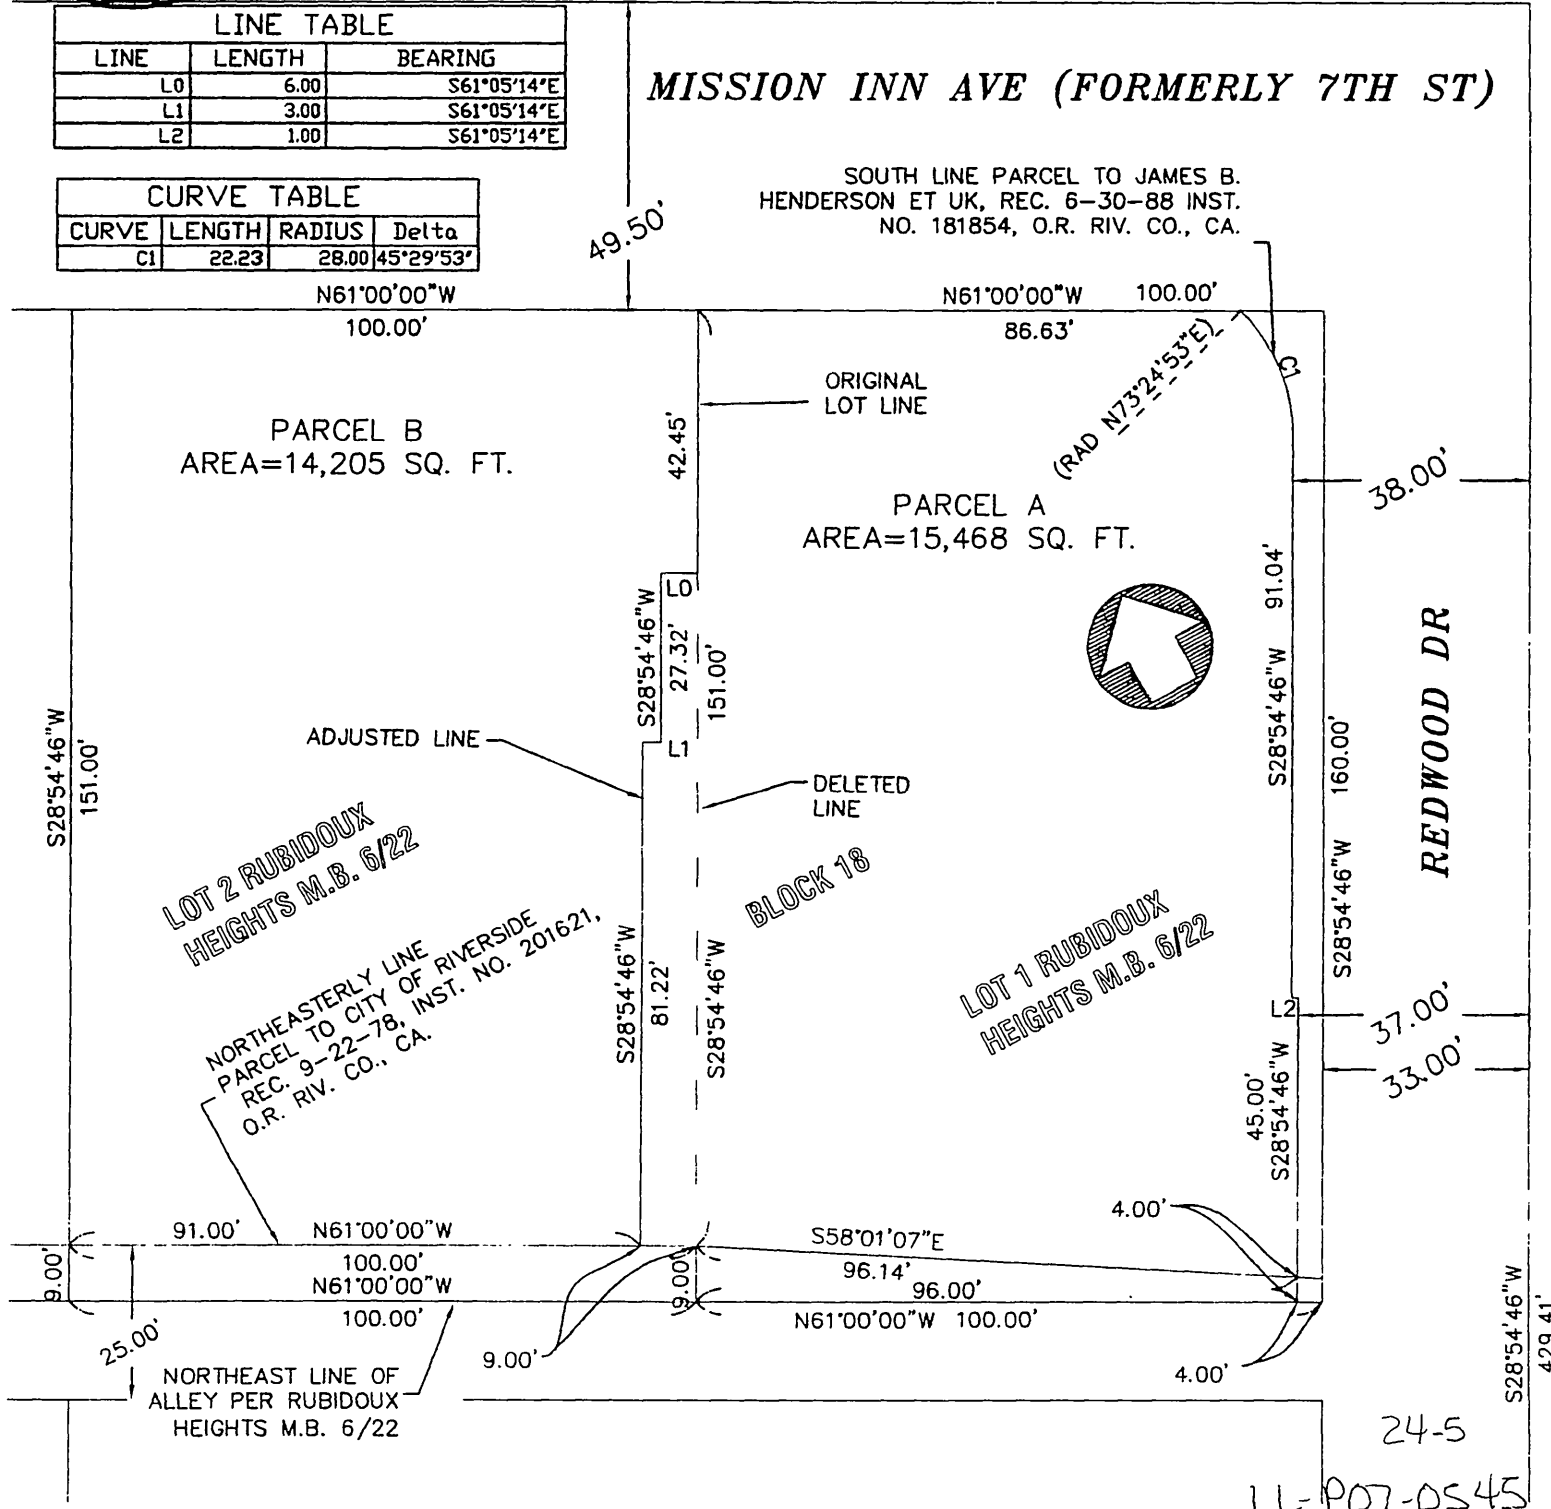 LINE TABLE
LINE LENGTH BEARING
L0 6.00 S61°05'14"E
L1 3.00 S61°05'14"E
L2 1.00 S61°05'14"E
CURVE TABLE
CURVE LENGTH RADIUS Delta
C1 22.23 28.00 45°29'53"
MISSION INN AVE (FORMERLY 7TH ST)
SOUTH LINE PARCEL TO JAMES B.
HENDERSON ET UK, REC. 6-30-88 INST.
NO. 181854, O.R. RIV. CO., CA.
49.50'
N61°00'00"W
100.00'
N61°00'00"W 100.00'
86.63'
(RAD N73°24'53"E)
C1
ORIGINAL
LOT LINE
42.45'
PARCEL B
AREA=14,205 SQ. FT.
PARCEL A
AREA=15,468 SQ. FT.
38.00'
91.04'
S28°54'46"W
L0
S28°54'46"W
27.32'
151.00'
L1
ADJUSTED LINE
DELETED
LINE
S28°54'46"W
151.00'
160.00'
S28°54'46"W
REDWOOD DR
LOT 2 RUBIDOUX
HEIGHTS M.B. 6/22
BLOCK 18
LOT 1 RUBIDOUX
HEIGHTS M.B. 6/22
NORTHEASTERLY LINE
PARCEL TO CITY OF RIVERSIDE
REC. 9-22-78, INST. NO. 201621,
O.R. RIV. CO., CA.
S28°54'46"W
81.22'
S28°54'46"W
L2
37.00'
33.00'
45.00'
S28°54'46"W
4.00'
91.00' N61°00'00"W
100.00'
S58°01'07"E
96.14'
9.00'
N61°00'00"W
100.00'
9.00'
96.00'
N61°00'00"W 100.00'
25.00'
9.00'
4.00'
NORTHEAST LINE OF
ALLEY PER RUBIDOUX
HEIGHTS M.B. 6/22
S28°54'46"W
429.41'
24-5
LL-P07-0545